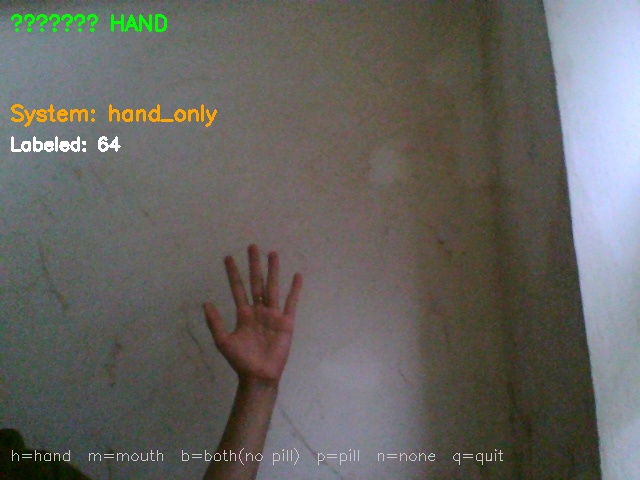 ??????? HAND
System: hand_only
Labeled: 64
h=hand m=mouth b=both(no pill) p=pill n=none q=quit